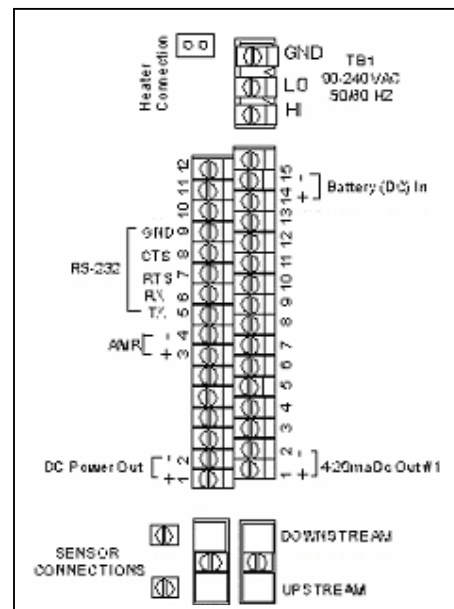 Heater
Connection
GND
LO
HI
TB1
90-240VAC
50/60 HZ
12
11
10
9
8
7
6
5
4
3
2
1
GND
CTS
RTS
RX
TX
RS-232
AMR
-
+
DC Power Out
-
+
15
14
13
12
11
10
9
8
7
6
5
4
3
2
1
-
+
Battery (DC) In
-
+
4-20maDc Out #1
SENSOR
CONNECTIONS
DOWNSTREAM
UPSTREAM